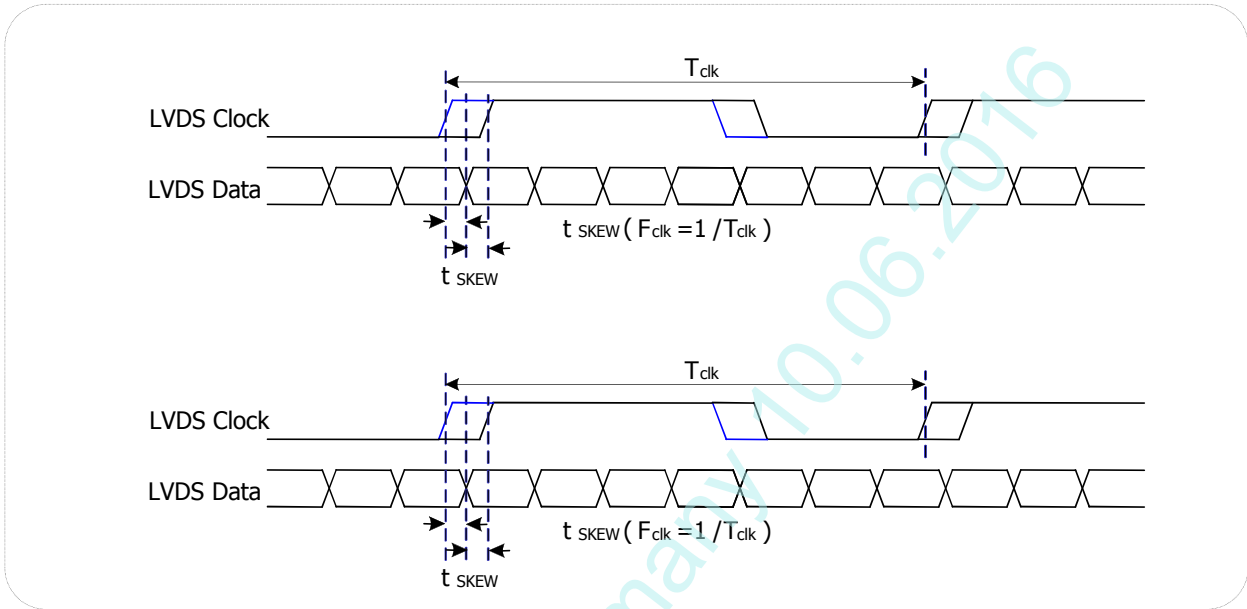 Tclk
LVDS Clock
LVDS Data
t SKEW ( Fclk =1 /Tclk )
t SKEW
Tclk
LVDS Clock
LVDS Data
t SKEW ( Fclk =1 /Tclk )
t SKEW
many 10.06.2016